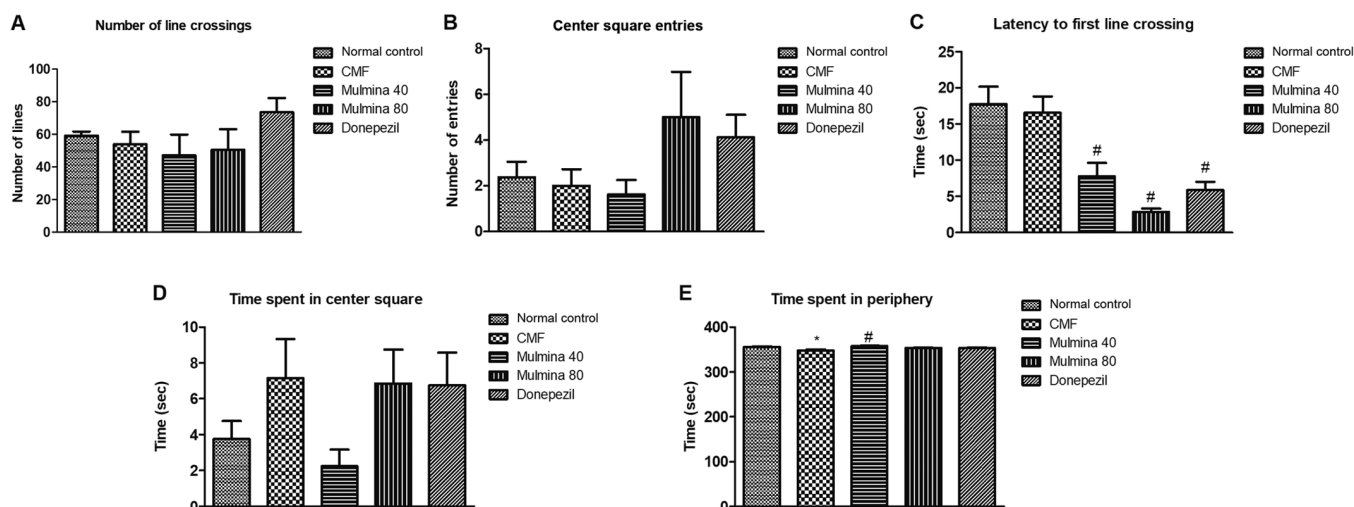 A
Number of line crossings
Number of lines
100
80
60
40
20
0
Normal control
CMF
Mulmina 40
Mulmina 80
Donepezil
B
Center square entries
Number of entries
8
6
4
2
0
Normal control
CMF
Mulmina 40
Mulmina 80
Donepezil
C
Latency to first line crossing
Time (sec)
25
20
15
10
5
0
#
#
#
Normal control
CMF
Mulmina 40
Mulmina 80
Donepezil
D
Time spent in center square
Time (sec)
10
8
6
4
2
0
Normal control
CMF
Mulmina 40
Mulmina 80
Donepezil
E
Time spent in periphery
Time (sec)
400
300
200
100
0
*
#
Normal control
CMF
Mulmina 40
Mulmina 80
Donepezil